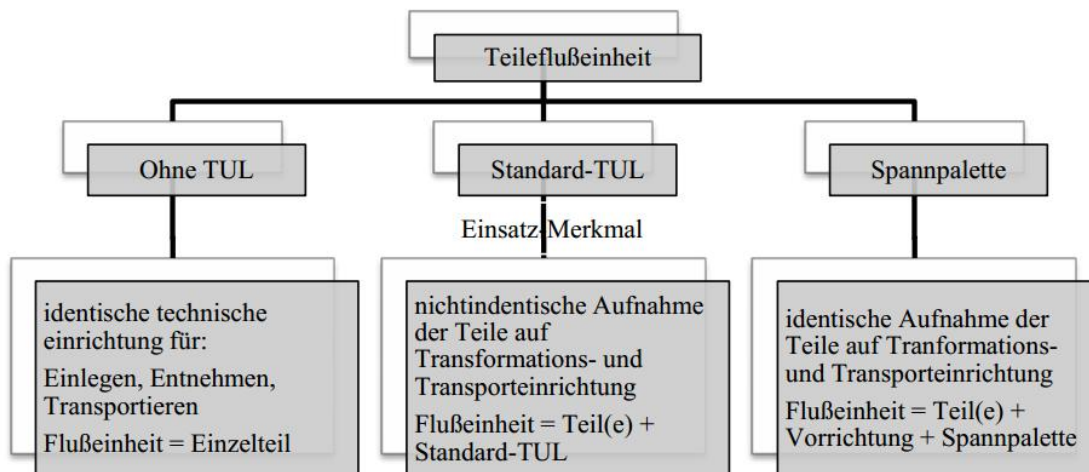 Teileflußeinheit
Ohne TUL
Standard-TUL
Spannpalette
Einsatz-Merkmal
identische technische
einrichtung für:
Einlegen, Entnehmen,
Transportieren
Flußeinheit = Einzelteil
nichtindentische Aufnahme
der Teile auf
Transformations- und
Transporteinrichtung
Flußeinheit = Teil(e) +
Standard-TUL
identische Aufnahme der
Teile auf Tranformations-
und Transporteinrichtung
Flußeinheit = Teil(e) +
Vorrichtung + Spannpalette